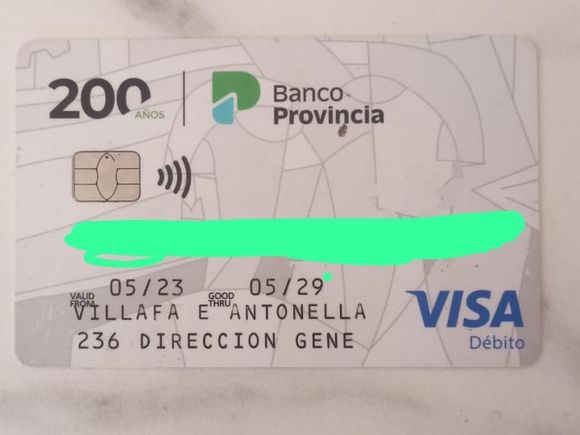 200 AÑOS
Banco Provincia
VALID FROM 05/23 GOOD THRU 05/29
VILLAFA E ANTONELLA
236 DIRECCION GENE
VISA
Débito